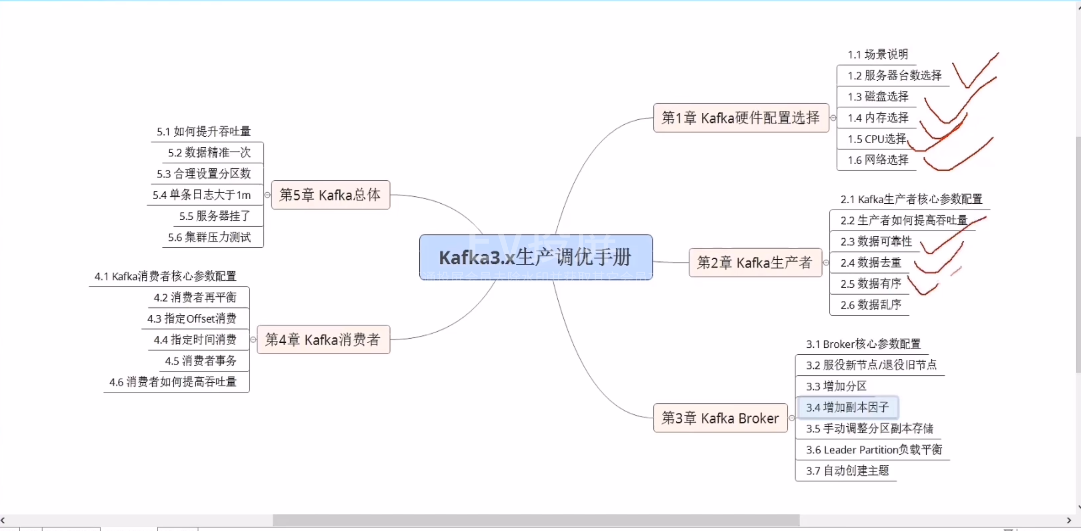 Kafka3.x生产调优手册
第1章 Kafka硬件配置选择
1.1 场景说明
1.2 服务器台数选择
1.3 磁盘选择
1.4 内存选择
1.5 CPU选择
1.6 网络选择
第2章 Kafka生产者
2.1 Kafka生产者核心参数配置
2.2 生产者如何提高吞吐量
2.3 数据可靠性
2.4 数据去重
2.5 数据有序
2.6 数据乱序
第3章 Kafka Broker
3.1 Broker核心参数配置
3.2 服役新节点/退役旧节点
3.3 增加分区
3.4 增加副本因子
3.5 手动调整分区副本存储
3.6 Leader Partition负载平衡
3.7 自动创建主题
第4章 Kafka消费者
4.1 Kafka消费者核心参数配置
4.2 消费者再平衡
4.3 指定Offset消费
4.4 指定时间消费
4.5 消费者事务
4.6 消费者如何提高吞吐量
第5章 Kafka总体
5.1 如何提升吞吐量
5.2 数据精准一次
5.3 合理设置分区数
5.4 单条日志大于1m
5.5 服务器挂了
5.6 集群压力测试